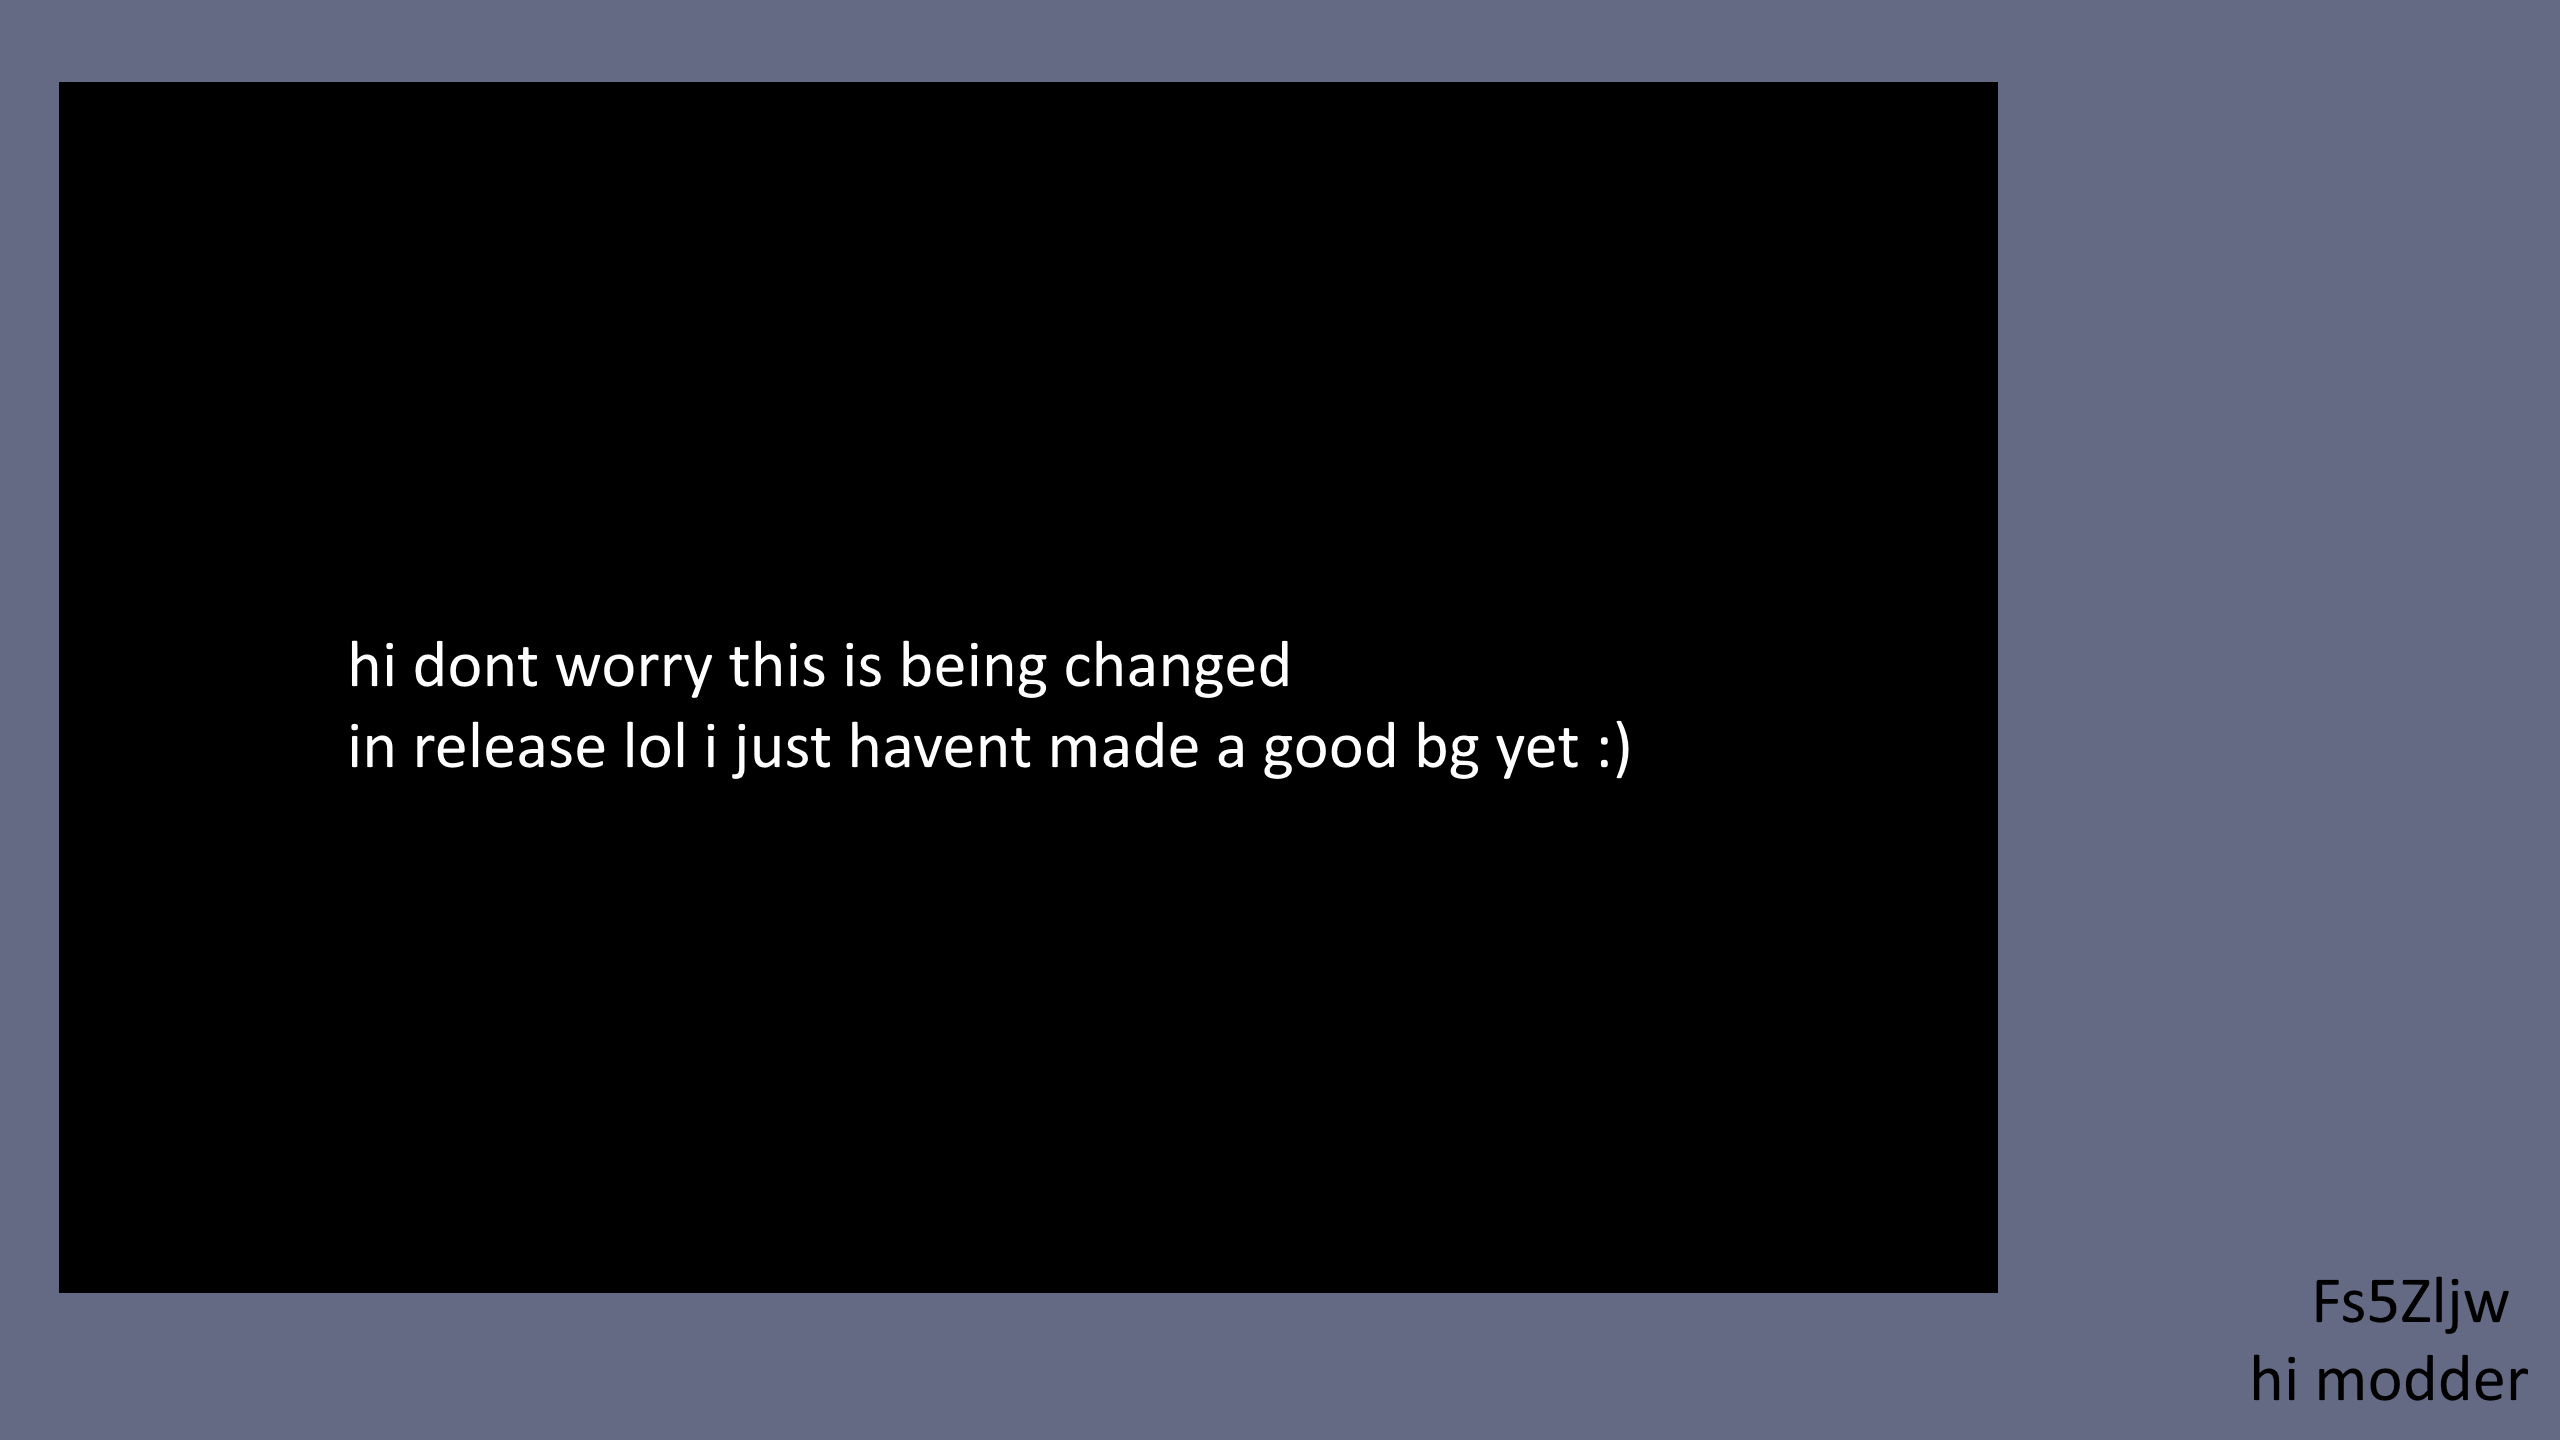 hi dont worry this is being changed
in release lol i just havent made a good bg yet :)
Fs5Zljw
hi modder